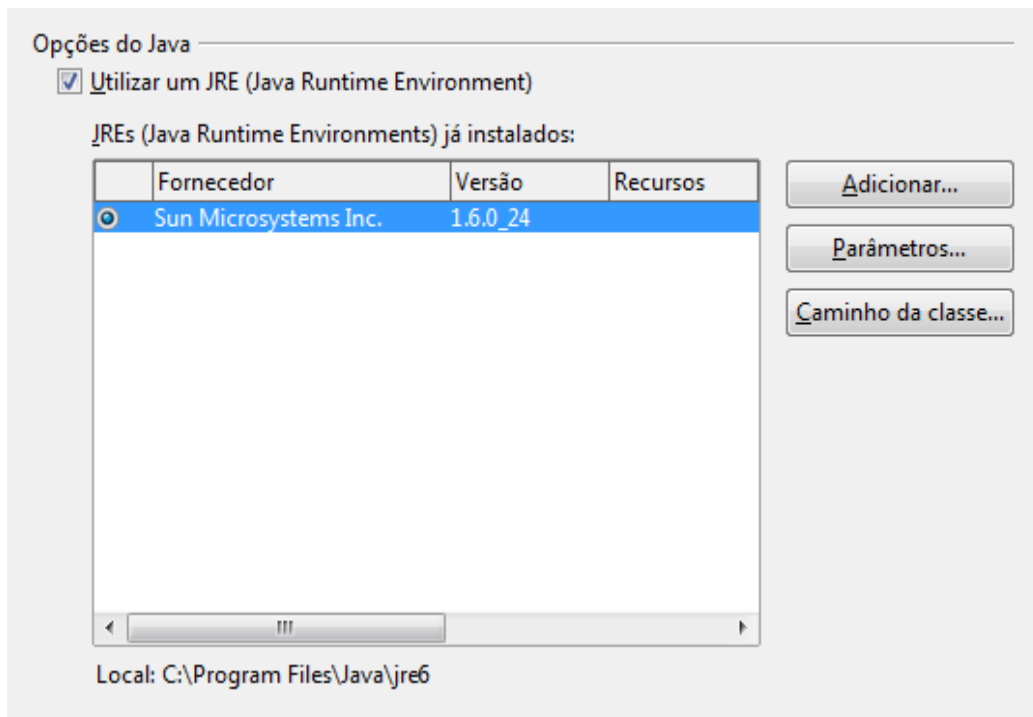 Opções do Java
Utilizar um JRE (Java Runtime Environment)
JREs (Java Runtime Environments) já instalados:
Fornecedor Versão Recursos
Sun Microsystems Inc. 1.6.0_24
Adicionar...
Parâmetros...
Caminho da classe...
Local: C:\Program Files\Java\jre6